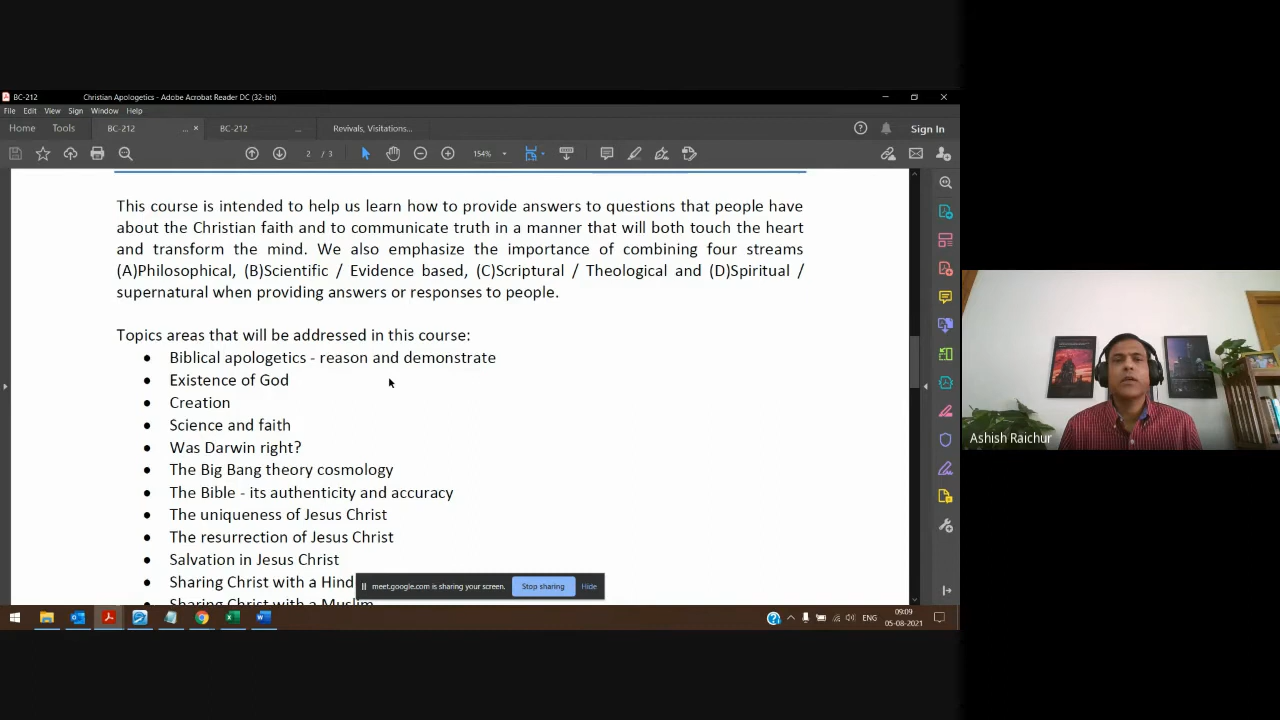 BC-212 Christian Apologetics - Adobe Acrobat Reader DC (32-bit)
File Edit View Sign Window Help
Home Tools BC-212 ... × BC-212 ... Revivals, Visitations... Sign In
2 / 3 154%
This course is intended to help us learn how to provide answers to questions that people have
about the Christian faith and to communicate truth in a manner that will both touch the heart
and transform the mind. We also emphasize the importance of combining four streams
(A)Philosophical, (B)Scientific / Evidence based, (C)Scriptural / Theological and (D)Spiritual /
supernatural when providing answers or responses to people.
Topics areas that will be addressed in this course:
• Biblical apologetics - reason and demonstrate
• Existence of God
• Creation
• Science and faith
• Was Darwin right?
• The Big Bang theory cosmology
• The Bible - its authenticity and accuracy
• The uniqueness of Jesus Christ
• The resurrection of Jesus Christ
• Salvation in Jesus Christ
• Sharing Christ with a Hind
• Sharing Christ with a Muslim
meet.google.com is sharing your screen. Stop sharing Hide
Ashish Raichur
ENG
09:09
05-08-2021